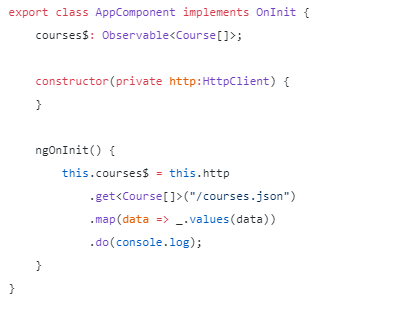 export class AppComponent implements OnInit {
    courses$: Observable<Course[]>;

    constructor(private http:HttpClient) {
    }

    ngOnInit() {
        this.courses$ = this.http
            .get<Course[]>("/courses.json")
            .map(data => _.values(data))
            .do(console.log);
    }
}